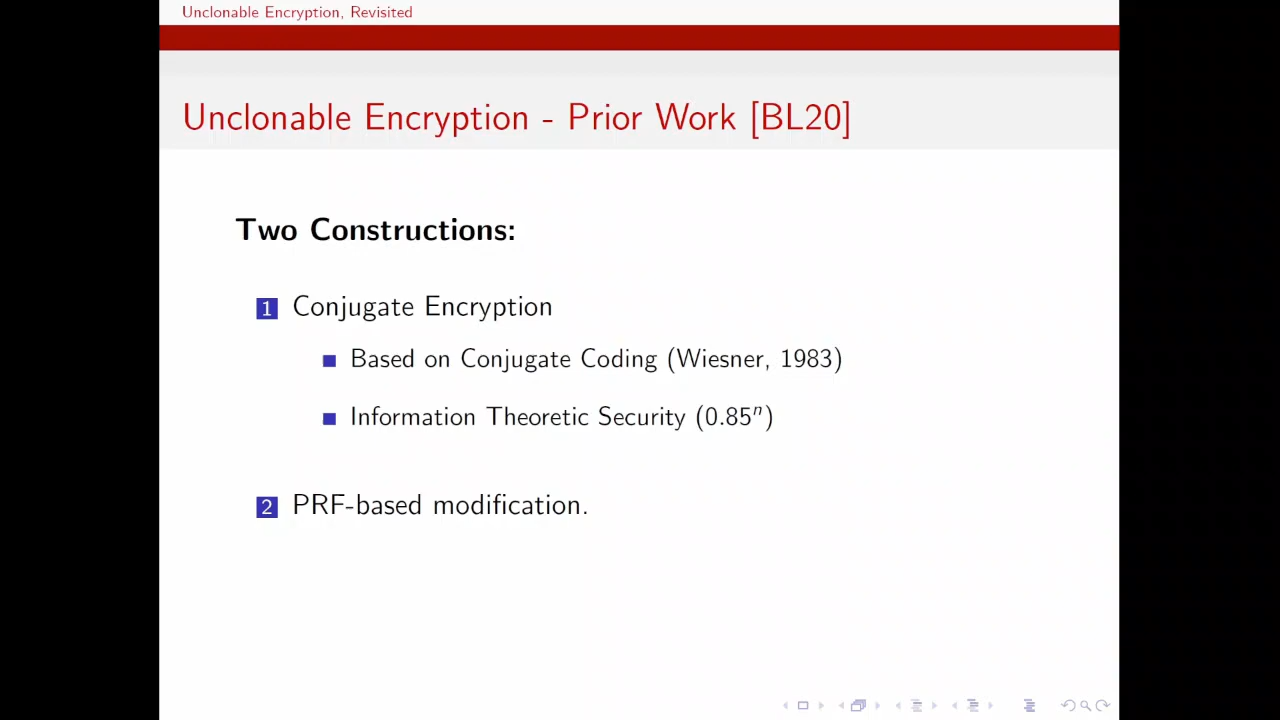 Unclonable Encryption, Revisited
Unclonable Encryption - Prior Work [BL20]
Two Constructions:
1 Conjugate Encryption
Based on Conjugate Coding (Wiesner, 1983)
Information Theoretic Security (0.85ⁿ)
2 PRF-based modification.